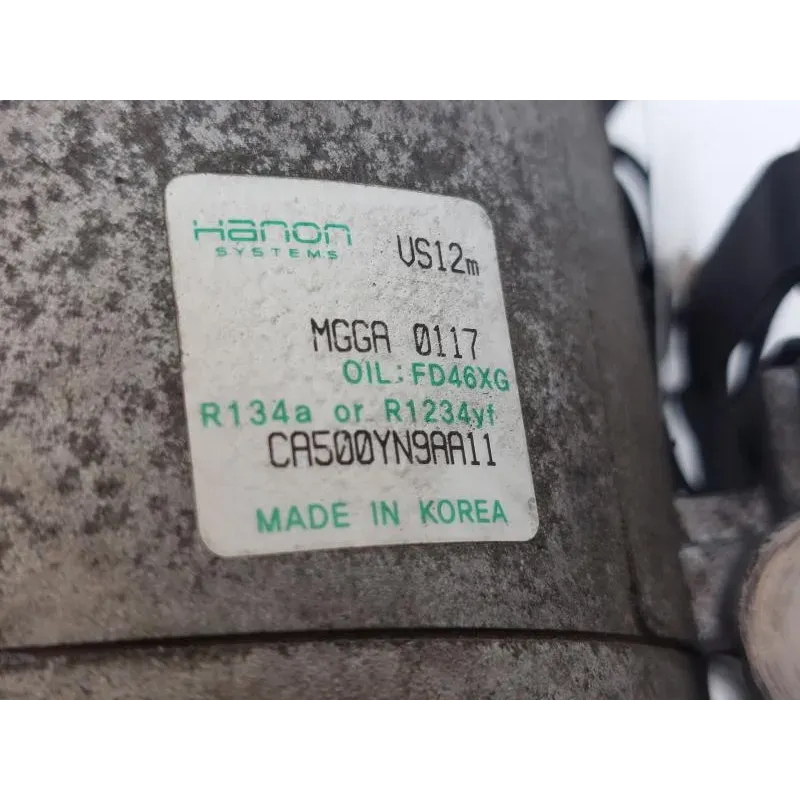 Hanon
SYSTEMS
VS12m
MGGA 0117
OIL:FD46XG
R134a or R1234yf
CA500YN9AA11
MADE IN KOREA